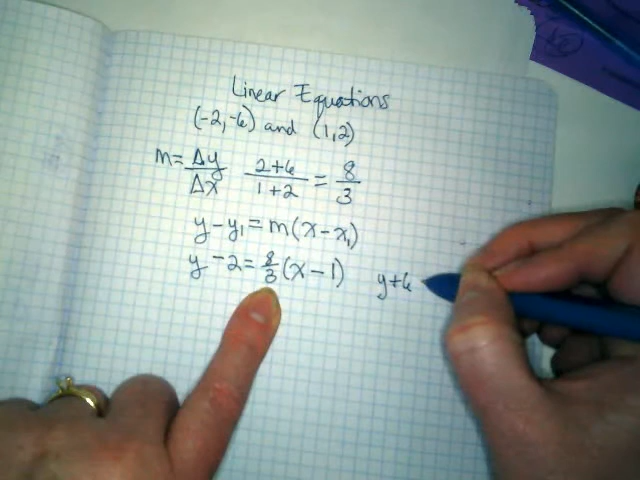 Linear Equations
(-2,-6) and (1,2)
m = Δy/Δx (2+6)/(1+2) = 8/3
y - y₁ = m(x - x₁)
y - 2 = 8/3(x - 1) y+6